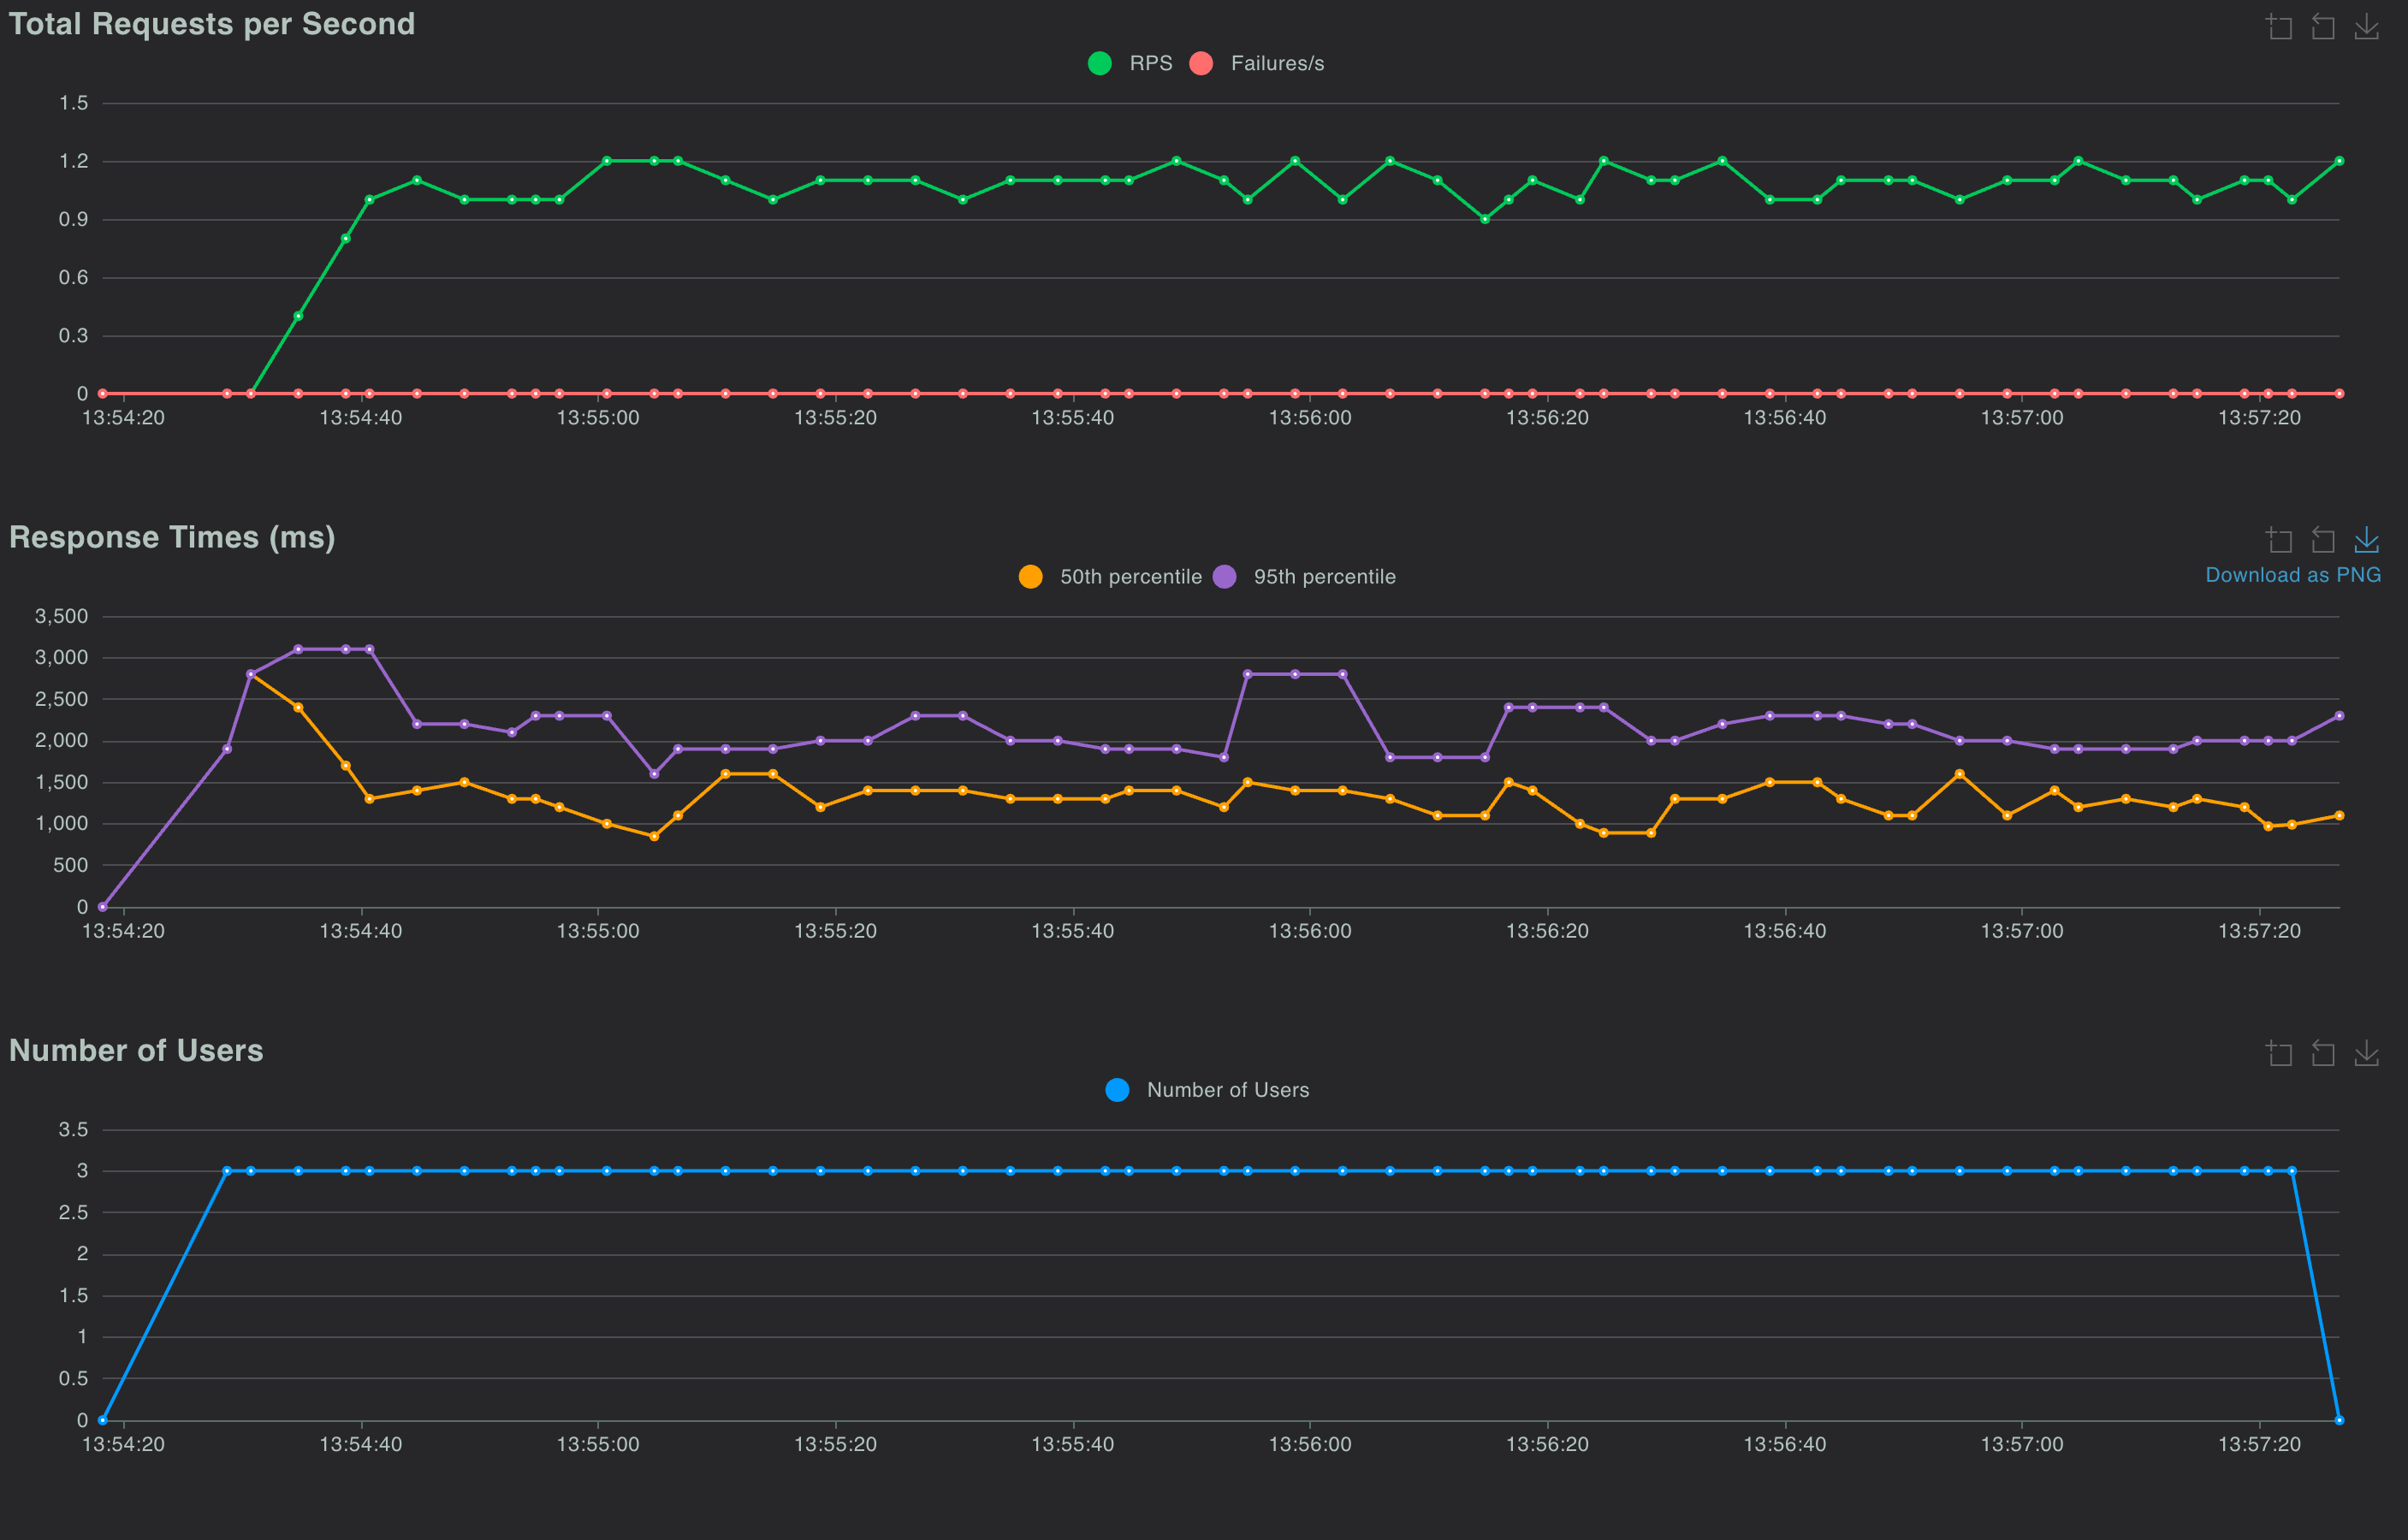 Total Requests per Second
RPS Failures/s
1.5
1.2
0.9
0.6
0.3
0
13:54:20 13:54:40 13:55:00 13:55:20 13:55:40 13:56:00 13:56:20 13:56:40 13:57:00 13:57:20
Response Times (ms)
Download as PNG
50th percentile 95th percentile
3,500
3,000
2,500
2,000
1,500
1,000
500
0
13:54:20 13:54:40 13:55:00 13:55:20 13:55:40 13:56:00 13:56:20 13:56:40 13:57:00 13:57:20
Number of Users
Number of Users
3.5
3
2.5
2
1.5
1
0.5
0
13:54:20 13:54:40 13:55:00 13:55:20 13:55:40 13:56:00 13:56:20 13:56:40 13:57:00 13:57:20